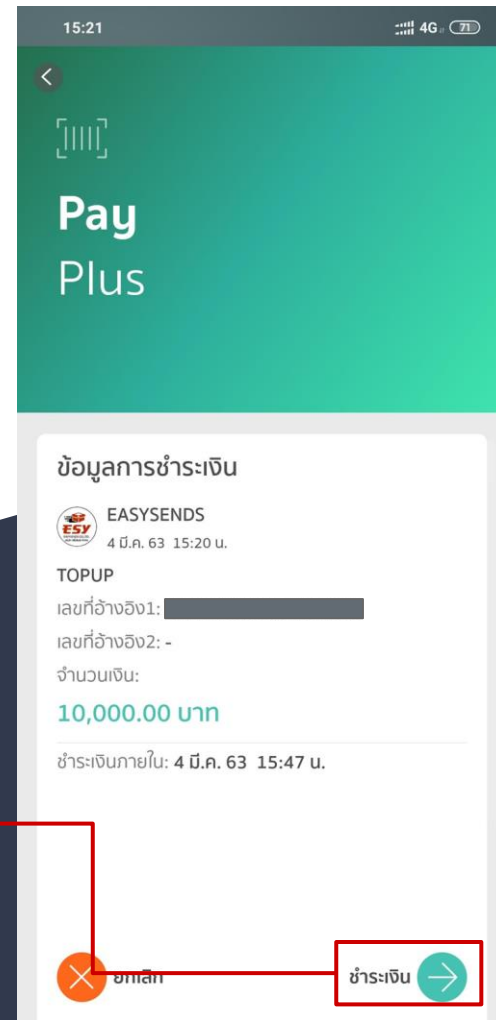 15:21
4G 71
Pay
Plus
ข้อมูลการชำระเงิน
ESY
EASYSENDS
4 มี.ค. 63 15:20 น.
TOPUP
เลขที่อ้างอิง1:
เลขที่อ้างอิง2: -
จำนวนเงิน:
10,000.00 บาท
ชำระเงินภายใน: 4 มี.ค. 63 15:47 น.
ยกเลิก
ชำระเงิน